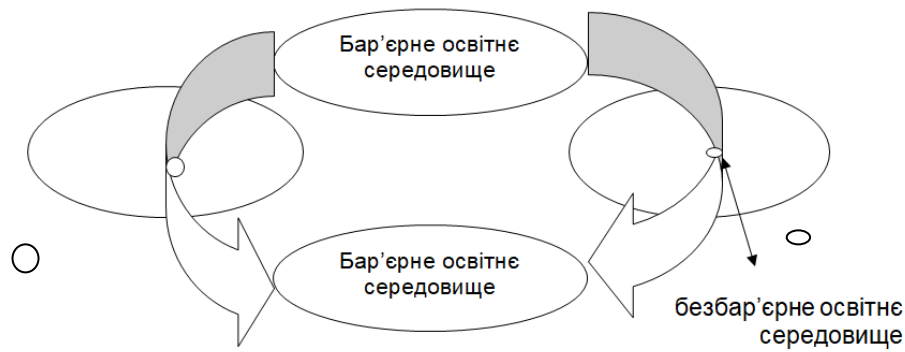 Бар’єрне освітнє
середовище
Бар’єрне освітнє
середовище
безбар’єрне освітнє
середовище